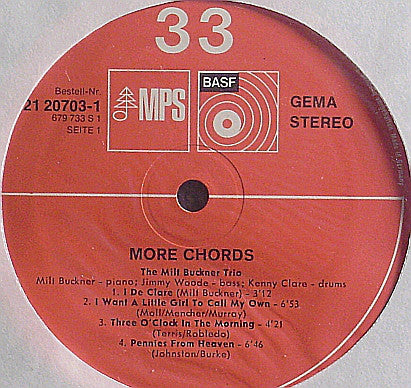 33
Bestell-Nr.
21 20703-1
679 733 S 1
SEITE 1
MPS
BASF
GEMA
STEREO
MORE CHORDS
The Milt Buckner Trio
Milt Buckner - piano; Jimmy Woode - bass; Kenny Clare - drums
1. I De Clare (Milt Buckner) - 3'12
2. I Want A Little Girl To Call My Own - 6'53
(Moll/Mencher/Murray)
3. Three O'Clock In The Morning - 4'21
(Terris/Robledo)
4. Pennies From Heaven - 6'46
(Johnston/Burke)